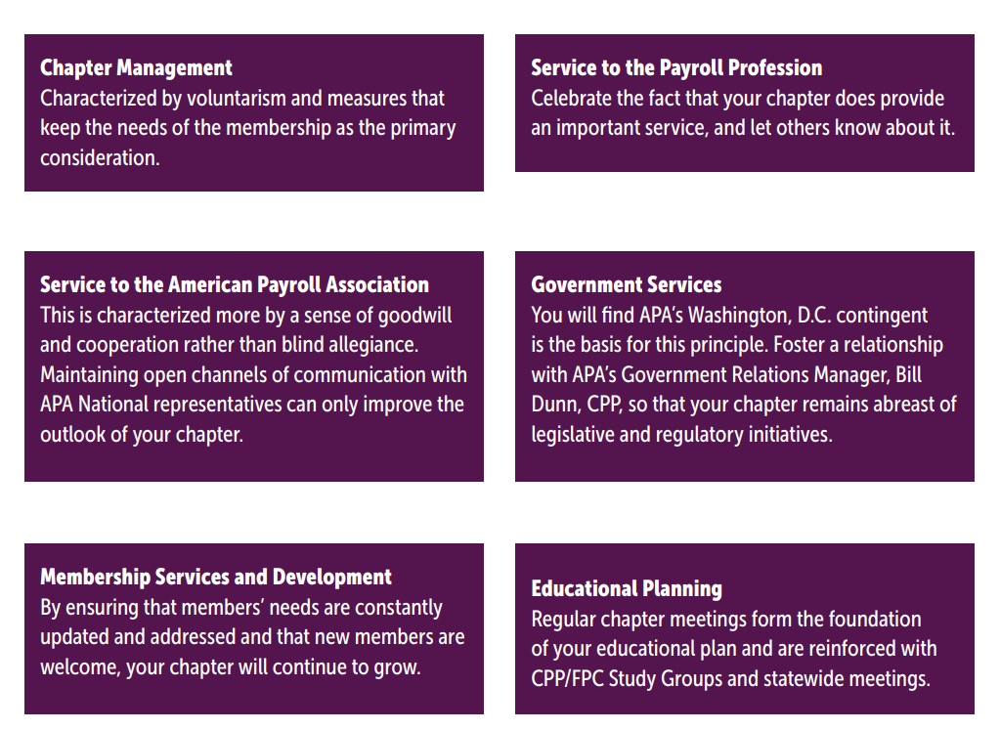 Chapter Management
Characterized by voluntarism and measures that
keep the needs of the membership as the primary
consideration.
Service to the Payroll Profession
Celebrate the fact that your chapter does provide
an important service, and let others know about it.
Service to the American Payroll Association
This is characterized more by a sense of goodwill
and cooperation rather than blind allegiance.
Maintaining open channels of communication with
APA National representatives can only improve the
outlook of your chapter.
Government Services
You will find APA’s Washington, D.C. contingent
is the basis for this principle. Foster a relationship
with APA’s Government Relations Manager, Bill
Dunn, CPP, so that your chapter remains abreast of
legislative and regulatory initiatives.
Membership Services and Development
By ensuring that members’ needs are constantly
updated and addressed and that new members are
welcome, your chapter will continue to grow.
Educational Planning
Regular chapter meetings form the foundation
of your educational plan and are reinforced with
CPP/FPC Study Groups and statewide meetings.